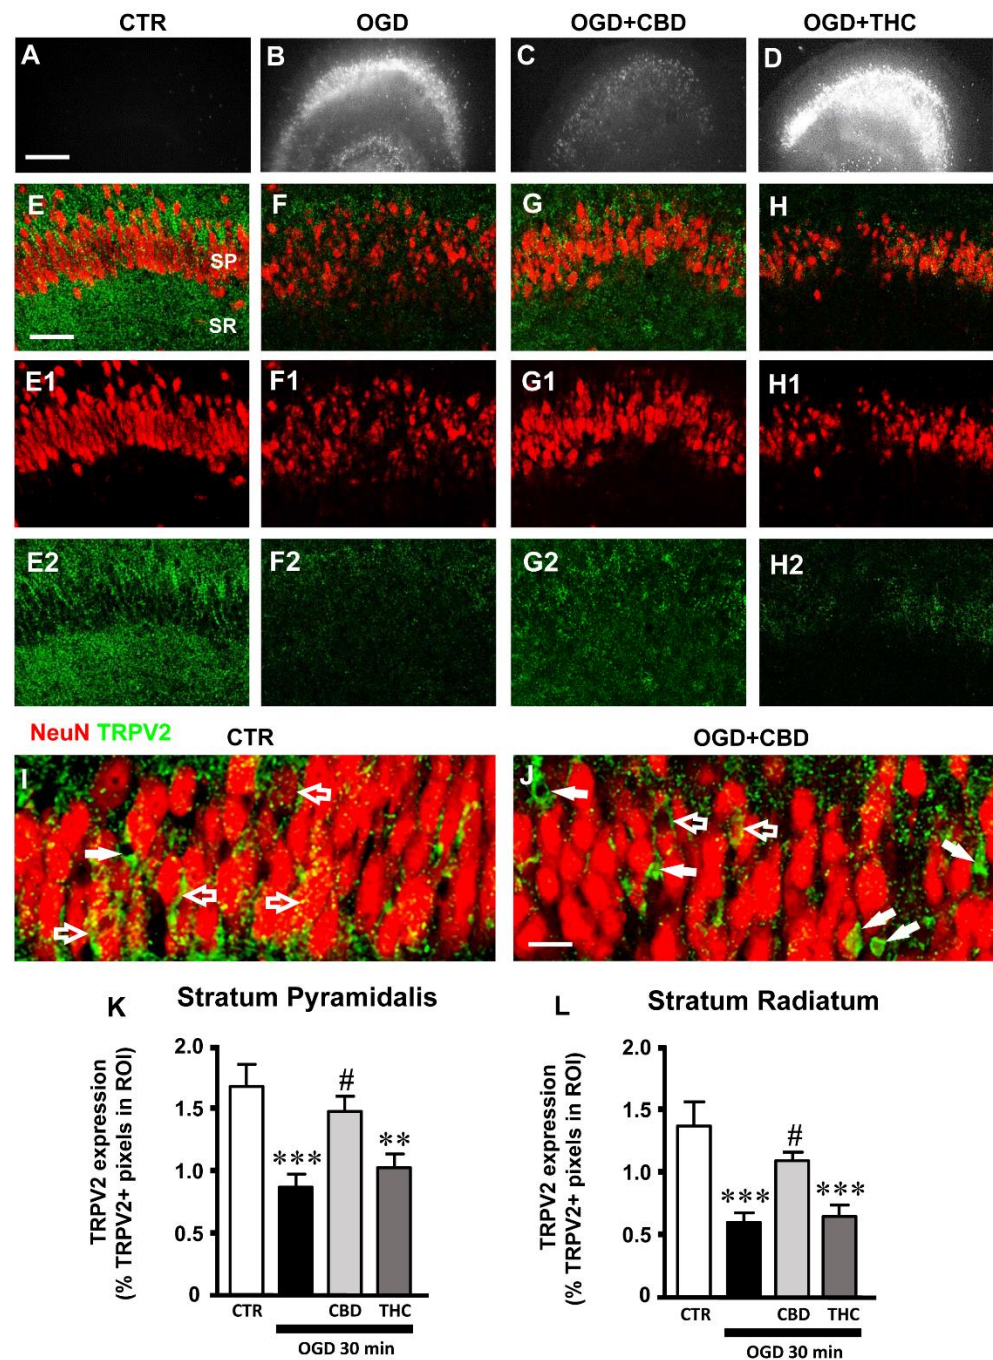 CTR OGD OGD+CBD OGD+THC
A B C D
E F G H
SP
SR
E1 F1 G1 H1
E2 F2 G2 H2
NeuN TRPV2 CTR OGD+CBD
I J
K Stratum Pyramidalis
TRPV2 expression
(% TRPV2+ pixels in ROI)
2.0
1.5
1.0
0.5
0
*** # **
CTR CBD THC
OGD 30 min
L Stratum Radiatum
TRPV2 expression
(% TRPV2+ pixels in ROI)
2.0
1.5
1.0
0.5
0
*** # ***
CTR CBD THC
OGD 30 min